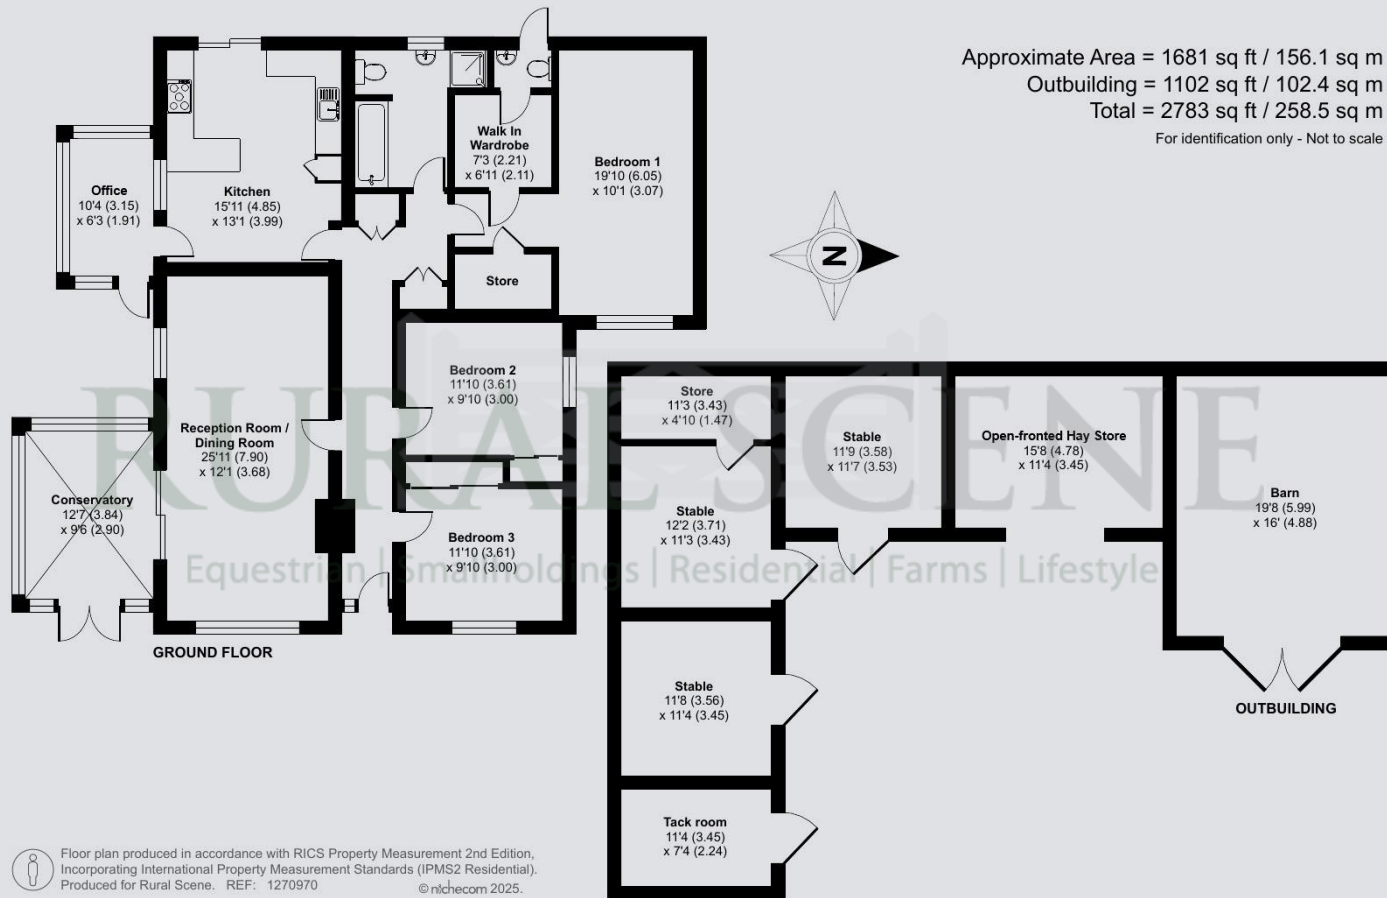 Approximate Area = 1681 sq ft / 156.1 sq m
Outbuilding = 1102 sq ft / 102.4 sq m
Total = 2783 sq ft / 258.5 sq m
For identification only - Not to scale
Walk In
Wardrobe
7'3 (2.21)
x 6'11 (2.11)
Bedroom 1
19'10 (6.05)
x 10'1 (3.07)
Office
10'4 (3.15)
x 6'3 (1.91)
Kitchen
15'11 (4.85)
x 13'1 (3.99)
Store
N
Bedroom 2
11'10 (3.61)
x 9'10 (3.00)
Reception Room /
Dining Room
25'11 (7.90)
x 12'1 (3.68)
Conservatory
12'7 (3.84)
x 9'6 (2.90)
Bedroom 3
11'10 (3.61)
x 9'10 (3.00)
GROUND FLOOR
Store
11'3 (3.43)
x 4'10 (1.47)
Stable
11'9 (3.58)
x 11'7 (3.53)
Open-fronted Hay Store
15'8 (4.78)
x 11'4 (3.45)
Barn
19'8 (5.99)
x 16' (4.88)
Stable
12'2 (3.71)
x 11'3 (3.43)
Stable
11'8 (3.56)
x 11'4 (3.45)
Tack room
11'4 (3.45)
x 7'4 (2.24)
OUTBUILDING
RURAL SCENE
Equestrian | Smallholdings | Residential | Farms | Lifestyle
Floor plan produced in accordance with RICS Property Measurement 2nd Edition,
Incorporating International Property Measurement Standards (IPMS2 Residential).
Produced for Rural Scene. REF: 1270970
© nichecom 2025.